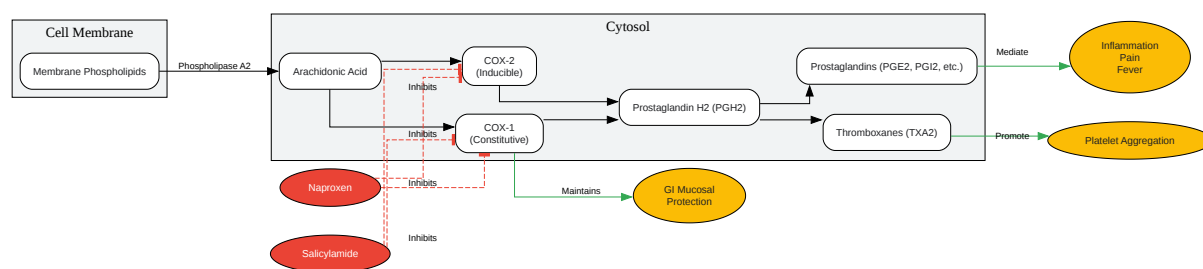 Cell Membrane
Membrane Phospholipids
Phospholipase A2
Cytosol
Arachidonic Acid
COX-2
(Inducible)
Inhibits
COX-1
(Constitutive)
Inhibits
Prostaglandin H2 (PGH2)
Prostaglandins (PGE2, PGI2, etc.)
Thromboxanes (TXA2)
Mediate
Inflammation
Pain
Fever
Promote
Platelet Aggregation
Naproxen
Inhibits
Maintains
GI Mucosal
Protection
Salicylamide
Inhibits